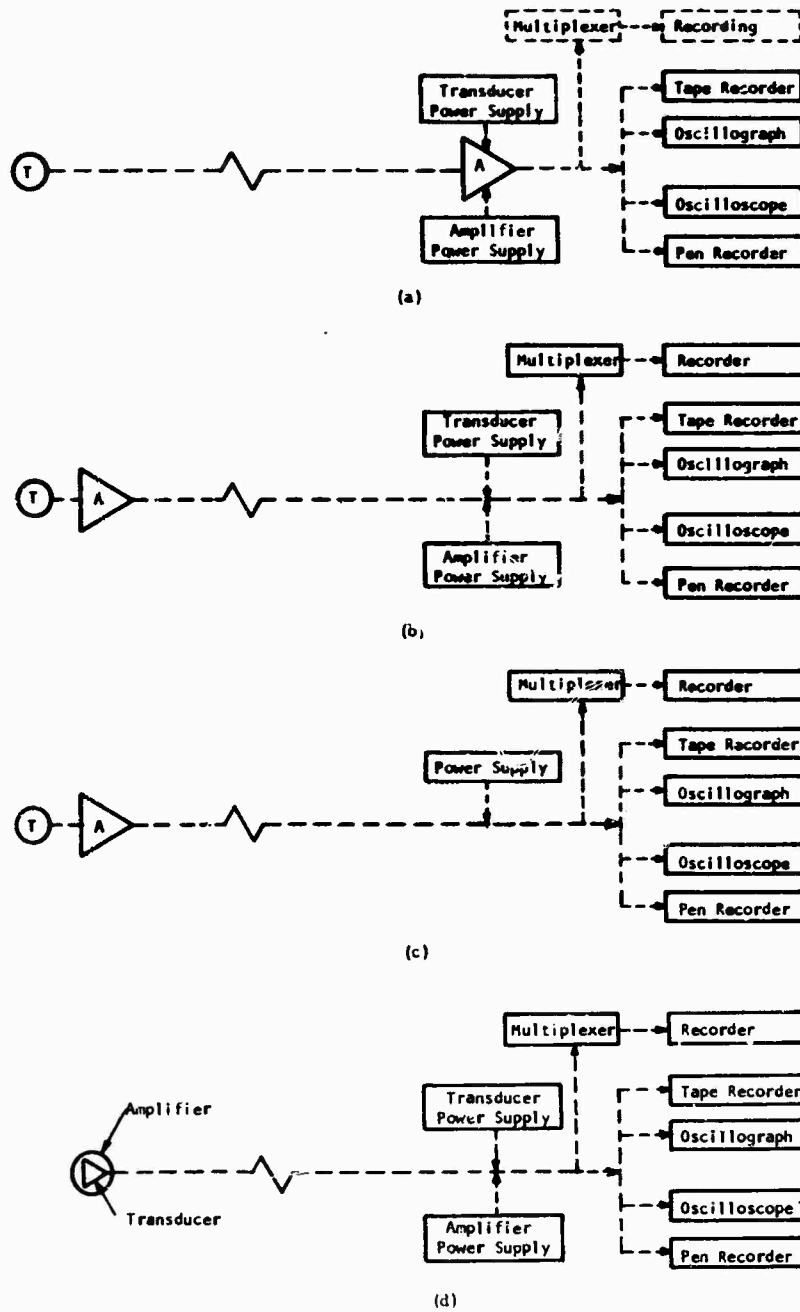 Multiplexer
Recording
Transducer
Power Supply
Tape Recorder
Oscillograph
T
A
Oscilloscope
Amplifier
Power Supply
Pen Recorder
(a)
Multiplexer
Recorder
Transducer
Power Supply
Tape Recorder
Oscillograph
T
A
Oscilloscope
Amplifier
Power Supply
Pen Recorder
(b)
Multiplexer
Recorder
Tape Recorder
Power Supply
Oscillograph
T
A
Oscilloscope
Pen Recorder
(c)
Multiplexer
Recorder
Transducer
Power Supply
Tape Recorder
Amplifier
Oscillograph
Transducer
Oscilloscope
Amplifier
Power Supply
Pen Recorder
(d)